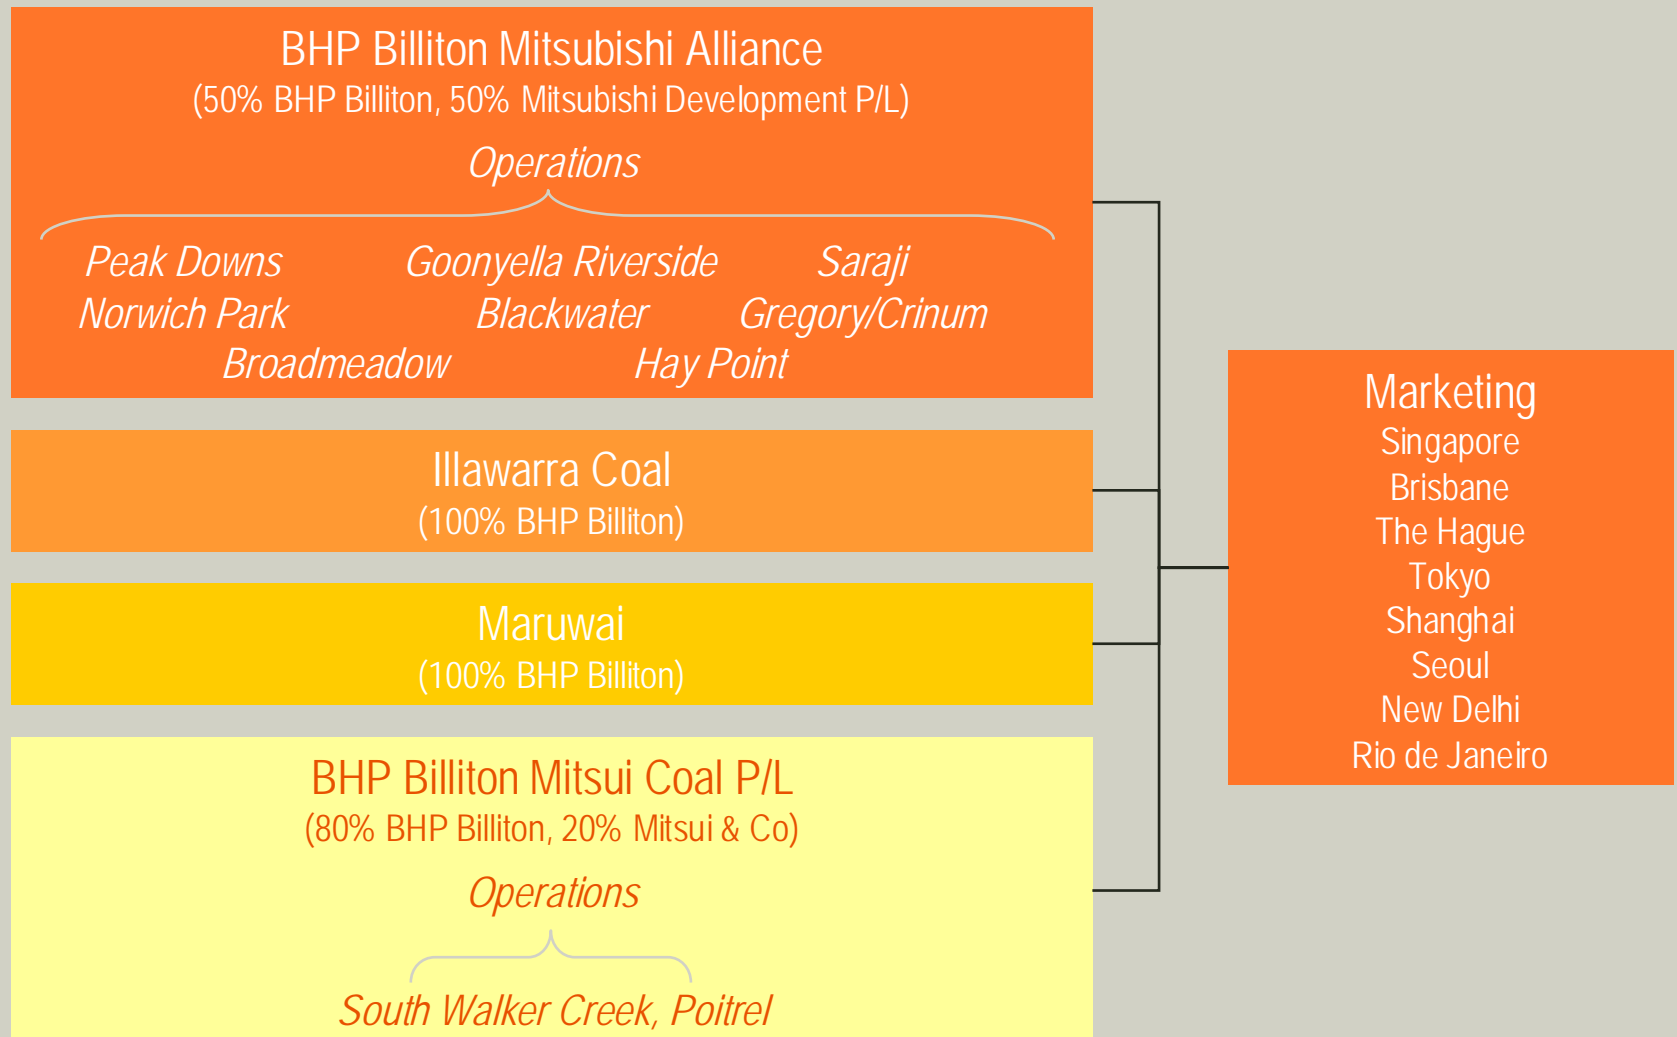 BHP Billiton Mitsubishi Alliance
(50% BHP Billiton, 50% Mitsubishi Development P/L)
Operations
Peak Downs Goonyella Riverside Saraji
Norwich Park Blackwater Gregory/Crinum
Broadmeadow Hay Point
Illawarra Coal
(100% BHP Billiton)
Maruwai
(100% BHP Billiton)
BHP Billiton Mitsui Coal P/L
(80% BHP Billiton, 20% Mitsui & Co)
Operations
South Walker Creek, Poitrel
Marketing
Singapore
Brisbane
The Hague
Tokyo
Shanghai
Seoul
New Delhi
Rio de Janeiro